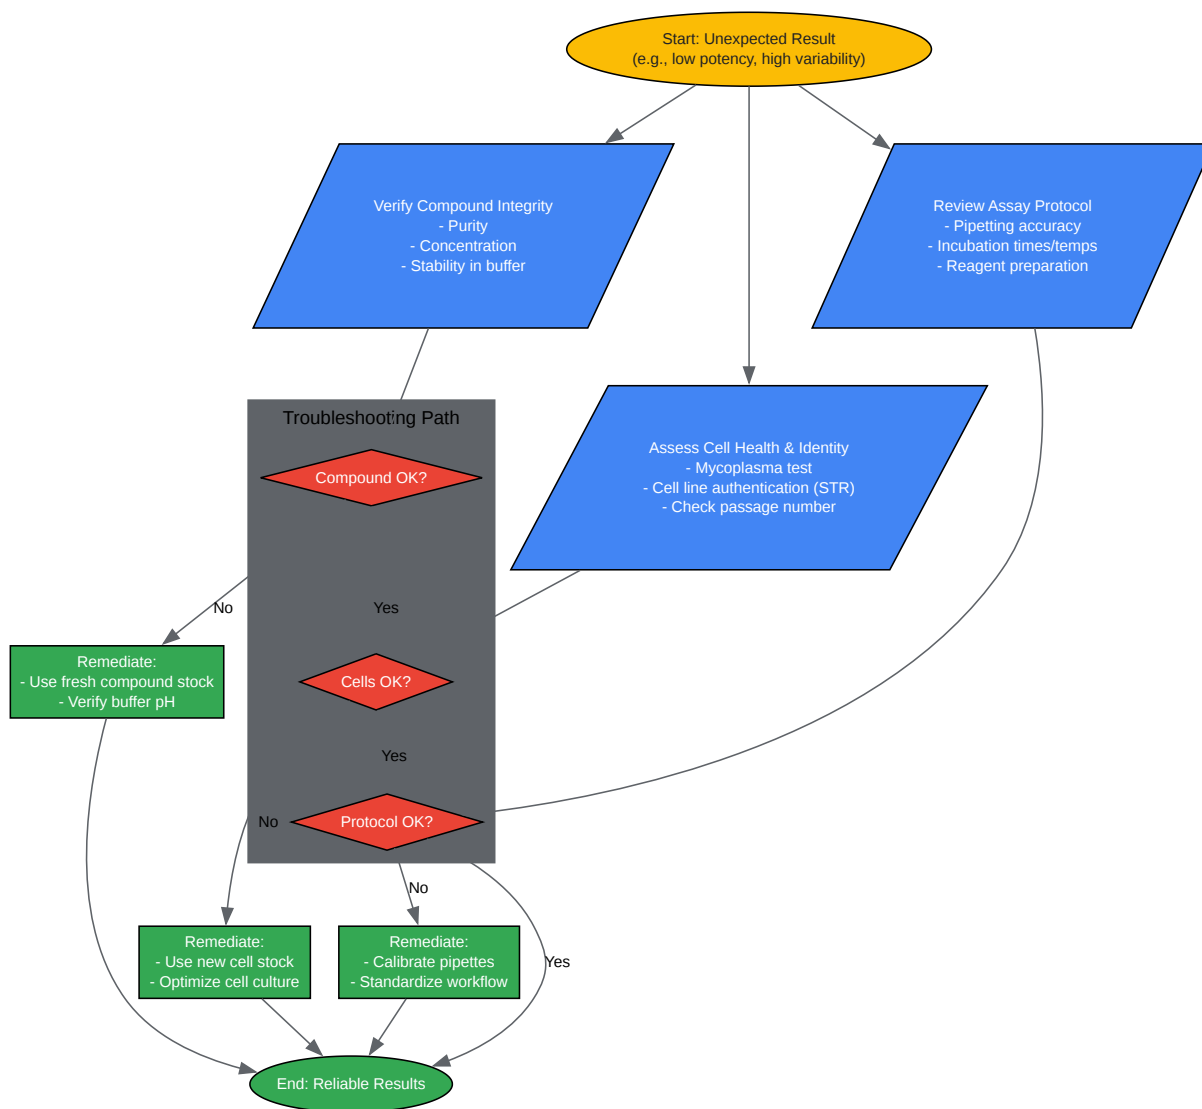 Start: Unexpected Result
(e.g., low potency, high variability)
Verify Compound Integrity
- Purity
- Concentration
- Stability in buffer
Review Assay Protocol
- Pipetting accuracy
- Incubation times/temps
- Reagent preparation
Troubleshooting Path
Compound OK?
Assess Cell Health & Identity
- Mycoplasma test
- Cell line authentication (STR)
- Check passage number
No
Yes
Remediate:
- Use fresh compound stock
- Verify buffer pH
Cells OK?
Yes
No
Protocol OK?
No
Remediate:
- Use new cell stock
- Optimize cell culture
Remediate:
- Calibrate pipettes
- Standardize workflow
Yes
End: Reliable Results